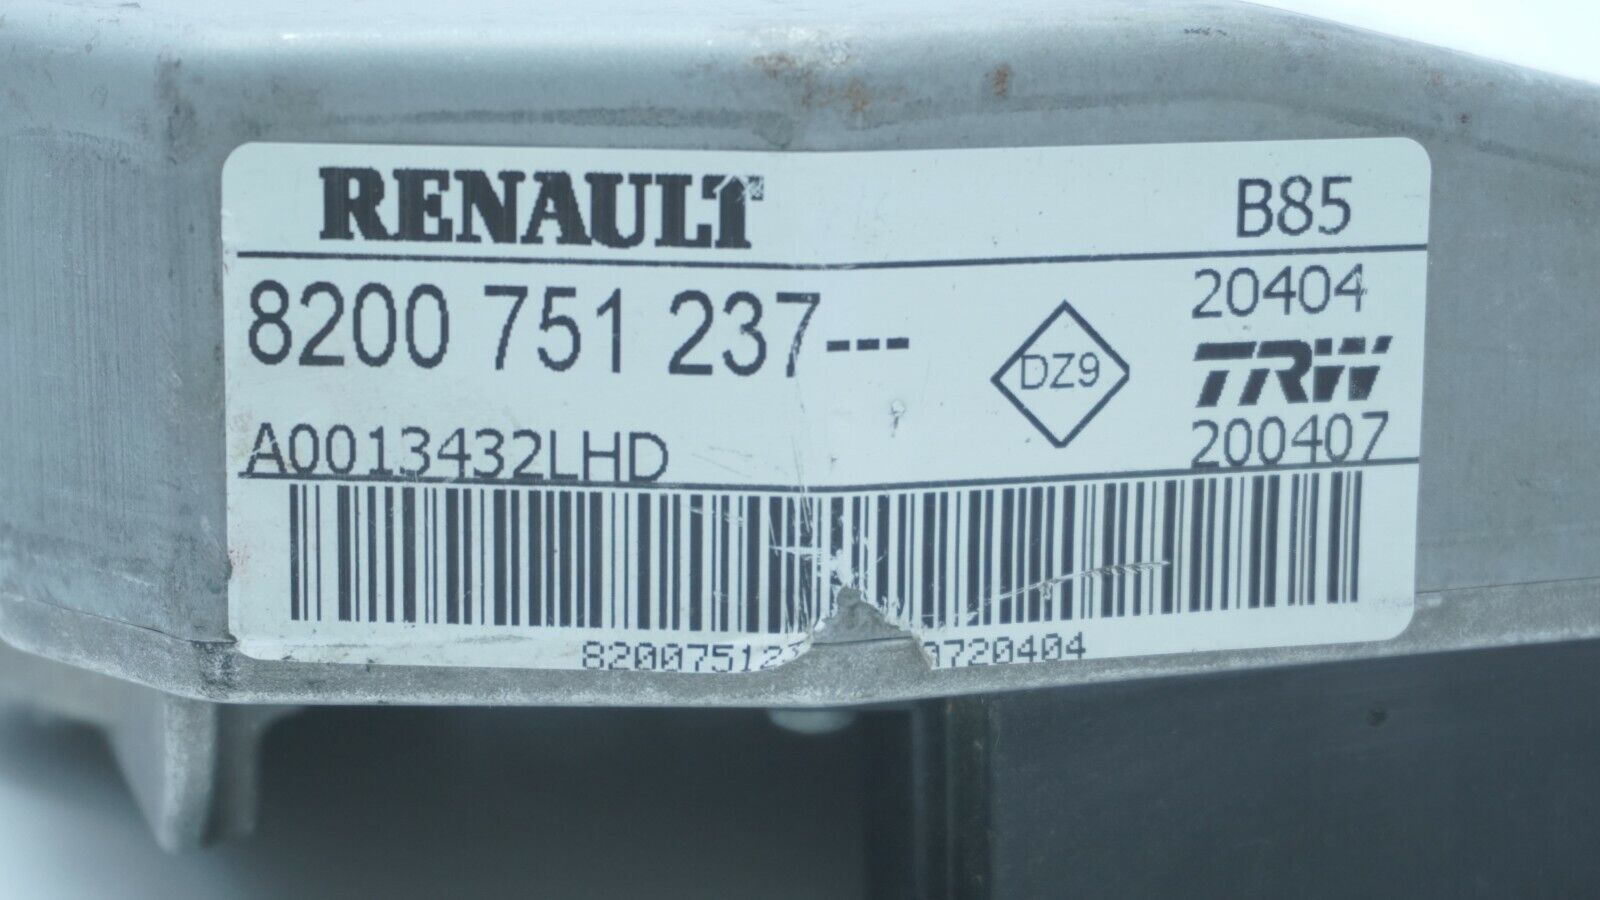 RENAULT B85
8200 751 237---
20404
DZ9
TRW
A0013432LHD
200407